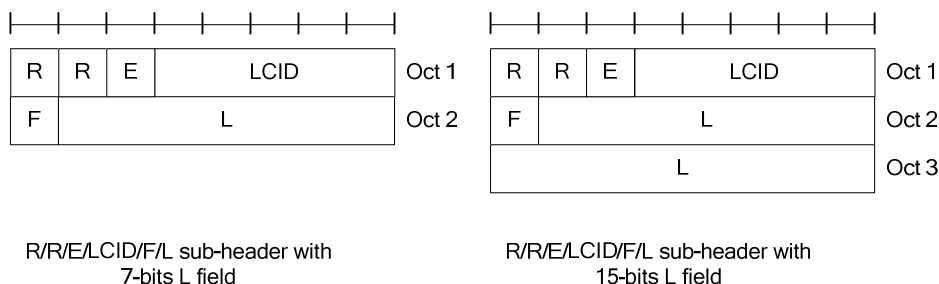 R R E LCID Oct 1
F L Oct 2
R/R/E/LCID/F/L sub-header with
7-bits L field
R R E LCID Oct 1
F L Oct 2
L Oct 3
R/R/E/LCID/F/L sub-header with
15-bits L field